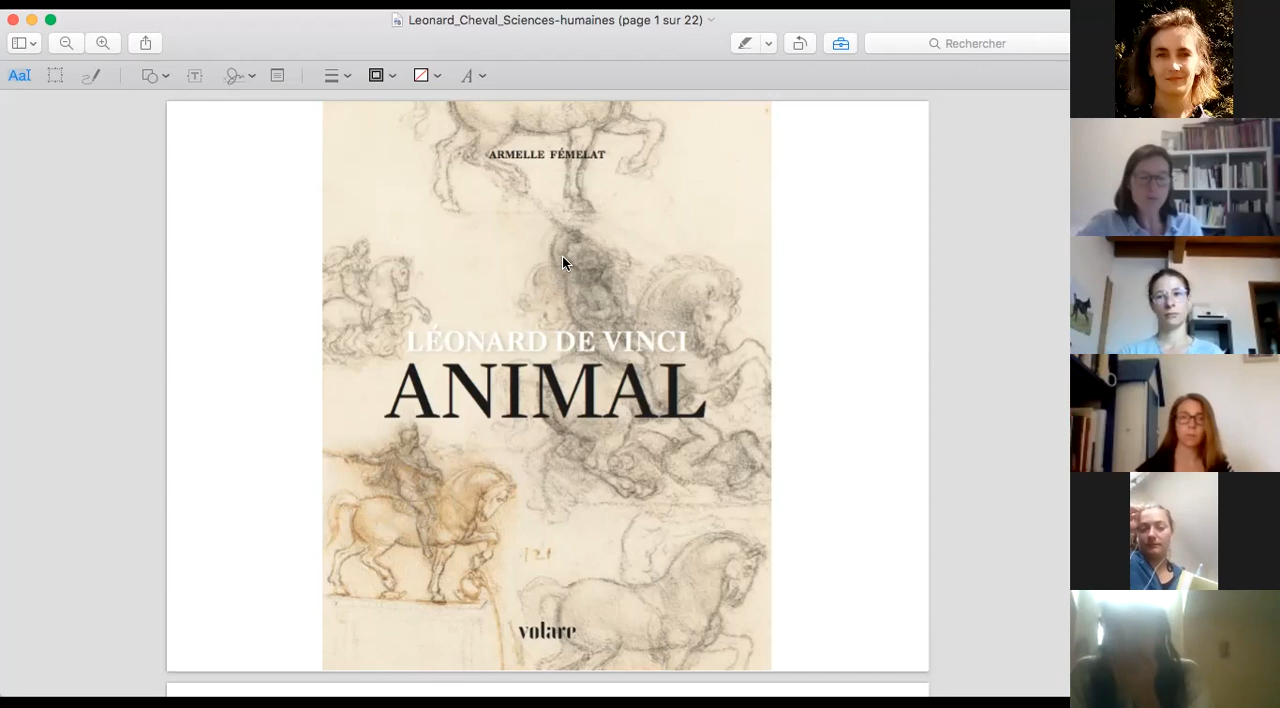 Leonard_Cheval_Sciences-humaines (page 1 sur 22)
Rechercher
AaI
T
A
ARMELLE FÉMELAT
LÉONARD DE VINCI
ANIMAL
volare